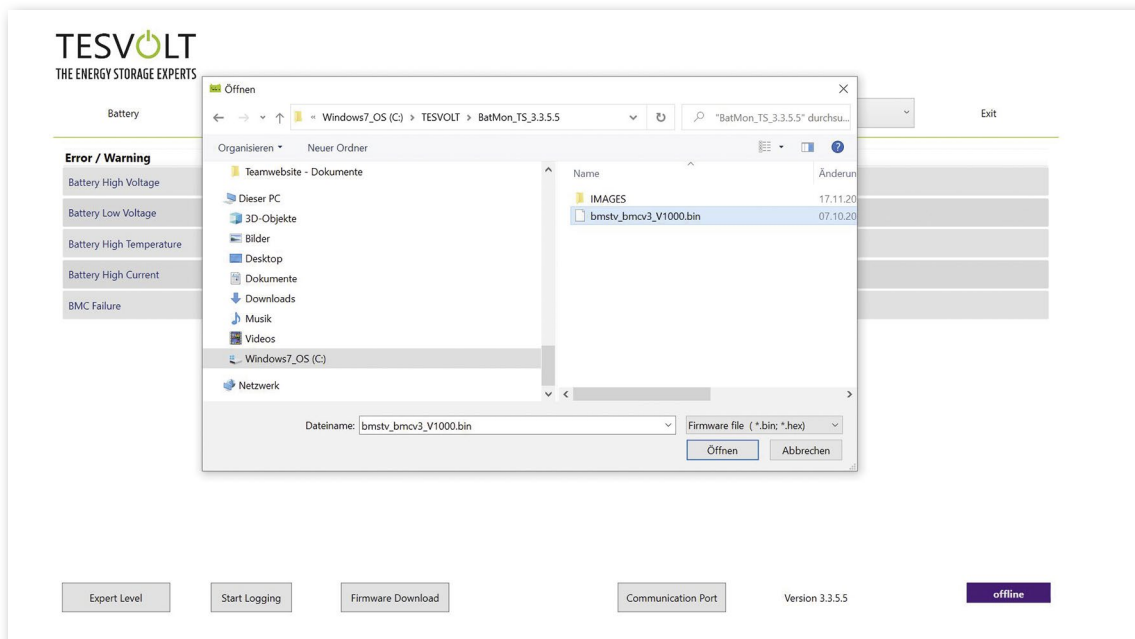 TESVOLT
THE ENERGY STORAGE EXPERTS
Battery
Exit
Error / Warning
Battery High Voltage
Battery Low Voltage
Battery High Temperature
Battery High Current
BMC Failure
Öffnen
« Windows7_OS (C:) > TESVOLT > BatMon_TS_3.3.5.5
"BatMon_TS_3.3.5.5" durchsu...
Organisieren
Neuer Ordner
Teamwebsite - Dokumente
Dieser PC
3D-Objekte
Bilder
Desktop
Dokumente
Downloads
Musik
Videos
Windows7_OS (C:)
Netzwerk
Name Änderun
IMAGES 17.11.20
bmstv_bmcv3_V1000.bin 07.10.20
Dateiname: bmstv_bmcv3_V1000.bin
Firmware file ( *.bin; *.hex)
Öffnen Abbrechen
Expert Level Start Logging Firmware Download Communication Port Version 3.3.5.5 offline